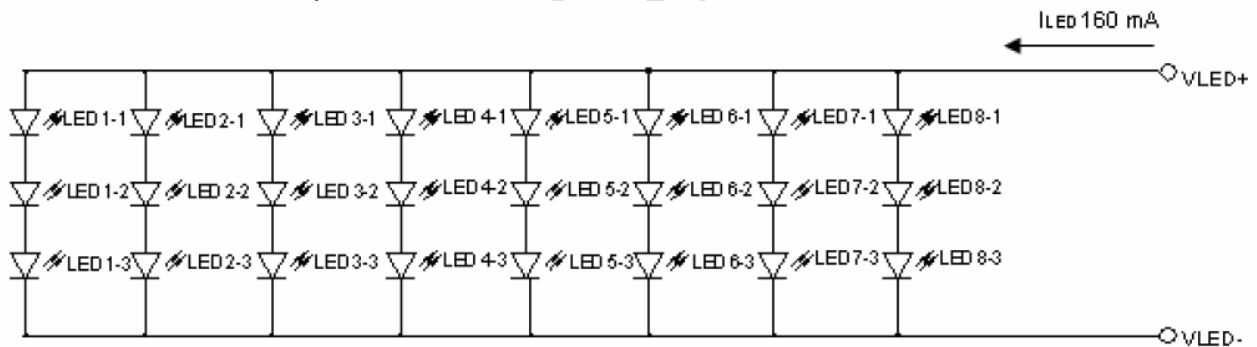 ILED 160 mA
VLED+
LED 1-1 LED 2-1 LED 3-1 LED 4-1 LED 5-1 LED 6-1 LED 7-1 LED 8-1
LED 1-2 LED 2-2 LED 3-2 LED 4-2 LED 5-2 LED 6-2 LED 7-2 LED 8-2
LED 1-3 LED 2-3 LED 3-3 LED 4-3 LED 5-3 LED 6-3 LED 7-3 LED 8-3
VLED-